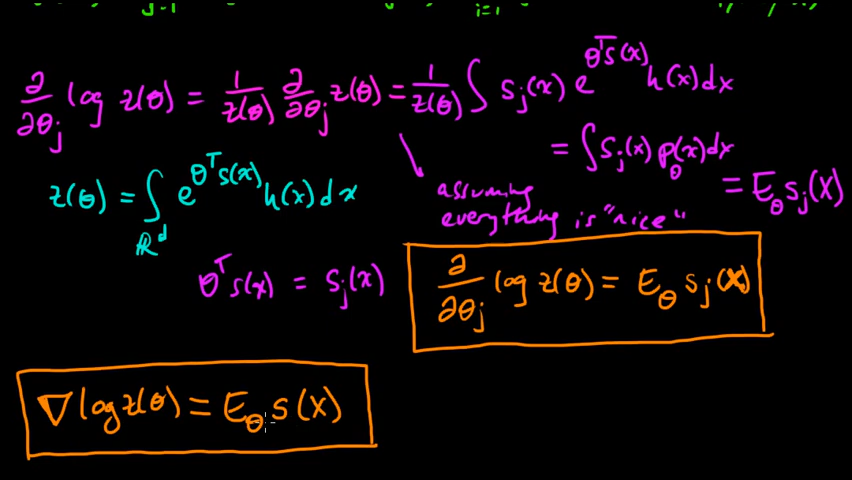 ∂/∂θ_j log z(θ) = 1/z(θ) ∂/∂θ_j z(θ) = 1/z(θ) ∫ s_j(x) e^{θ^T s(x)} h(x) dx
= ∫ s_j(x) p_θ(x) dx
= E_θ s_j(X)
z(θ) = ∫_{ℝ^d} e^{θ^T s(x)} h(x) dx
assuming
everything is "nice"
θ^T s(x) = s_j(x)
∂/∂θ_j log z(θ) = E_θ s_j(X)
∇ log z(θ) = E_θ s(X)